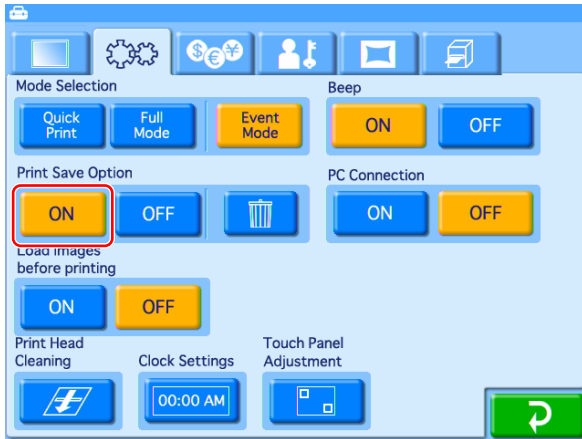 $€¥
Mode Selection
Beep
Quick
Print
Full
Mode
Event
Mode
ON
OFF
Print Save Option
PC Connection
ON
OFF
ON
OFF
Load images
before printing
ON
OFF
Print Head
Cleaning
Clock Settings
Touch Panel
Adjustment
00:00 AM